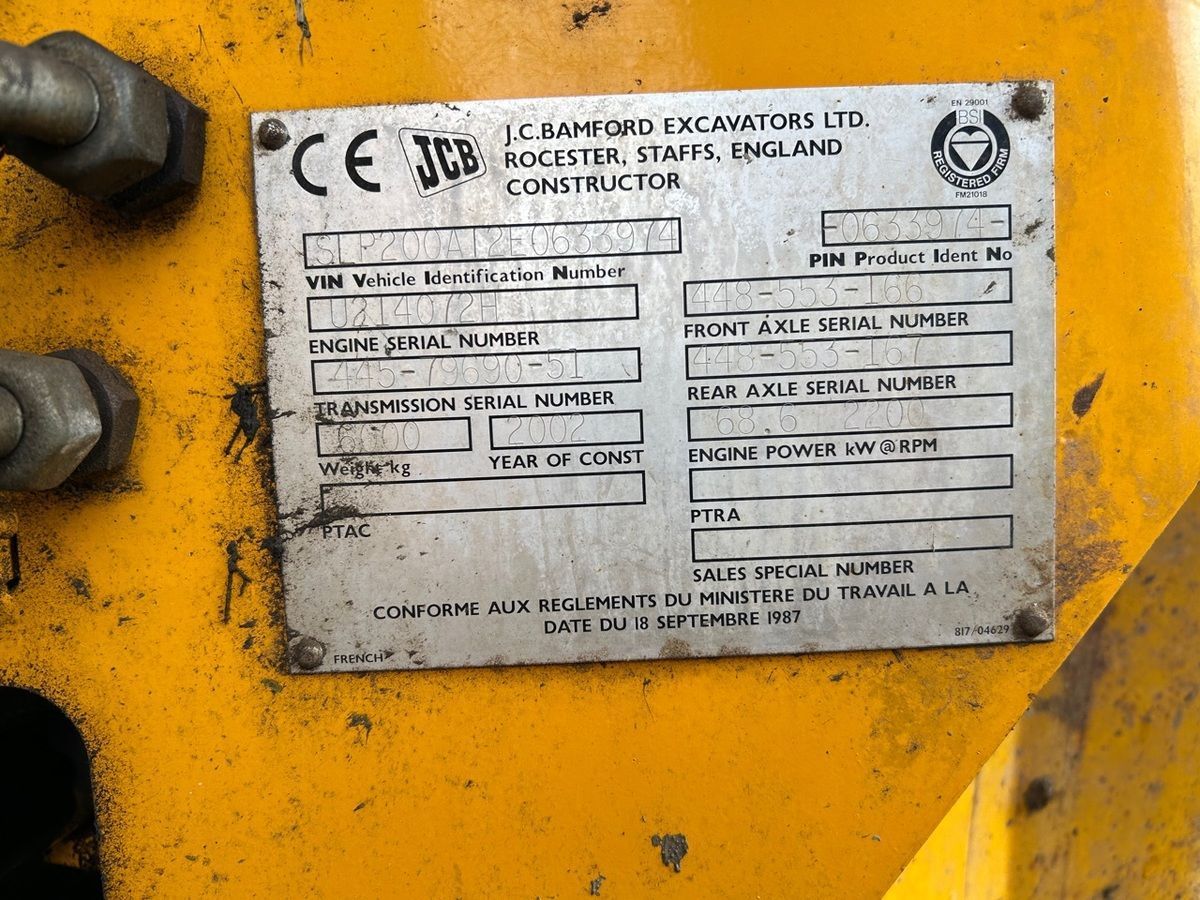 CE JCB J.C.BAMFORD EXCAVATORS LTD.
ROCESTER, STAFFS, ENGLAND
CONSTRUCTOR
EN 29001
BSI
REGISTERED FIRM
FM21018
SLP200AT2E0633974
-0633974-
VIN Vehicle Identification Number
PIN Product Ident No
U214072H
448-553-166
ENGINE SERIAL NUMBER
FRONT AXLE SERIAL NUMBER
445-79690-51
448-553-167
TRANSMISSION SERIAL NUMBER
REAR AXLE SERIAL NUMBER
2002
68.6 2200
Weight kg
YEAR OF CONST
ENGINE POWER kW@RPM
PTAC
PTRA
SALES SPECIAL NUMBER
CONFORME AUX REGLEMENTS DU MINISTERE DU TRAVAIL A LA
DATE DU 18 SEPTEMBRE 1987
FRENCH
817/04629